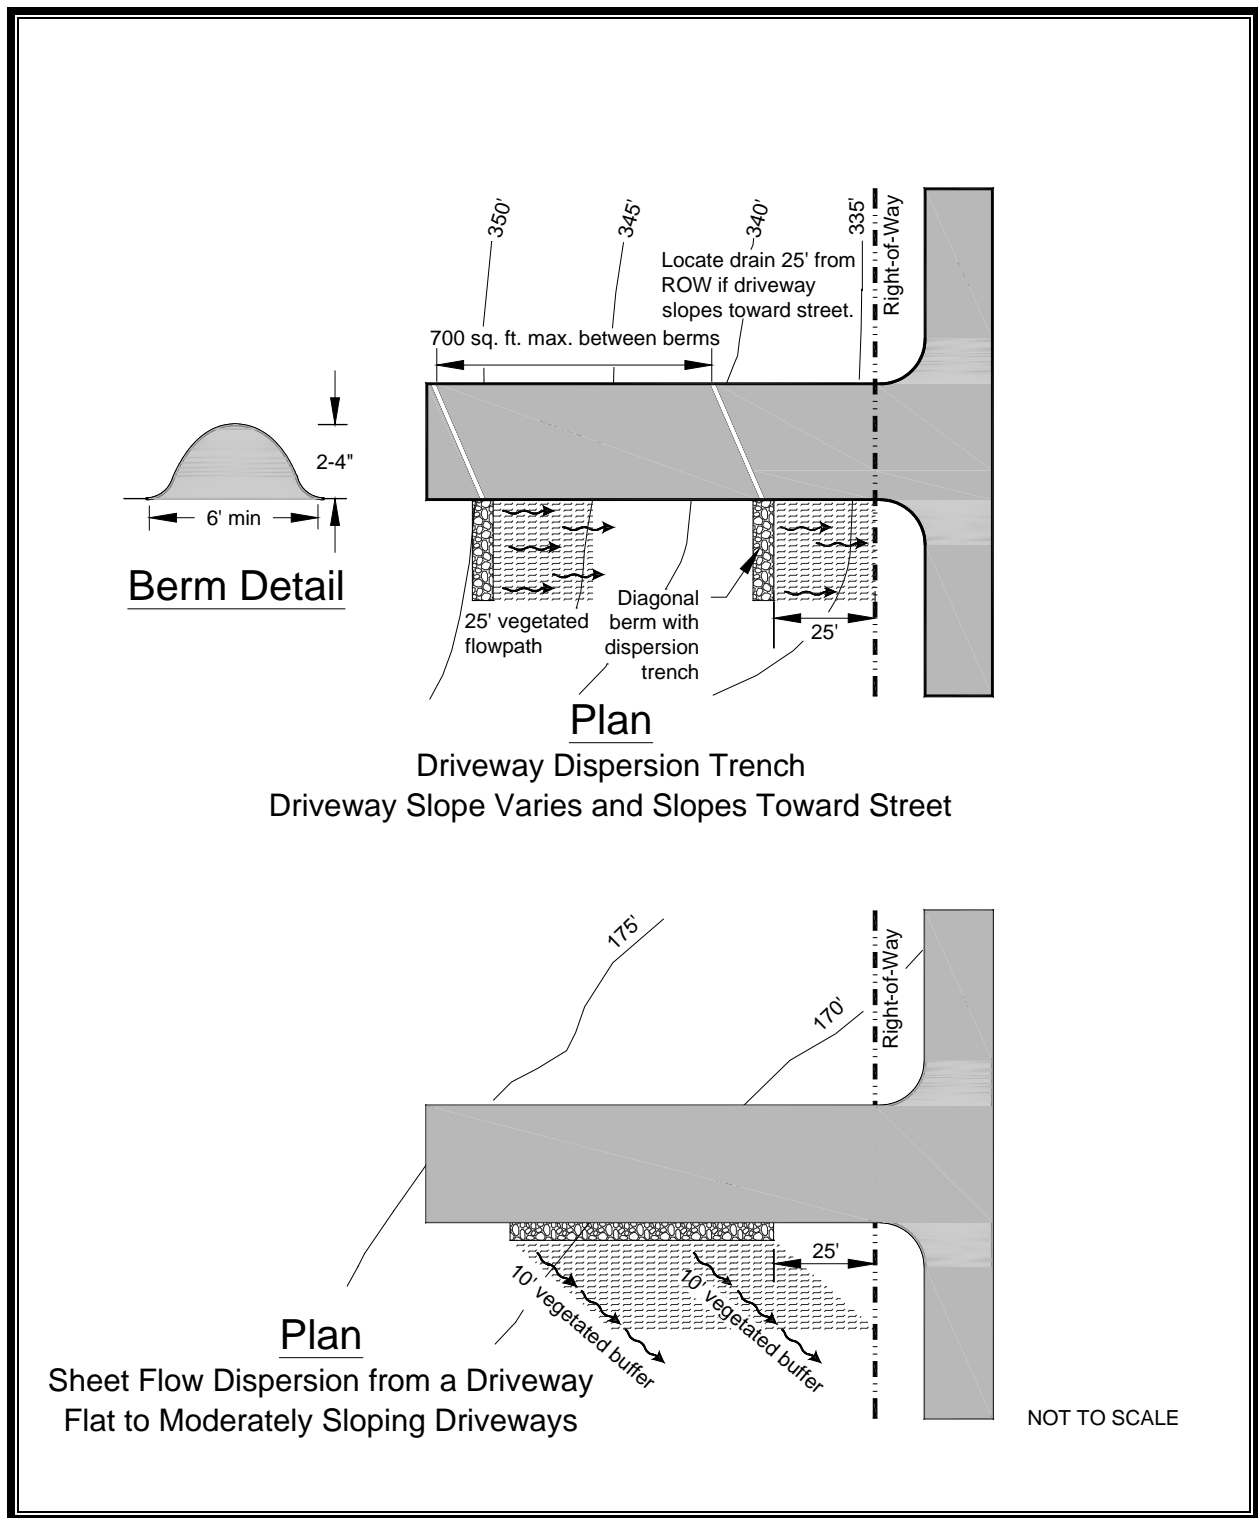 350'
345'
340'
335'
Right-of-Way
Locate drain 25' from
ROW if driveway
slopes toward street.
700 sq. ft. max. between berms
2-4"
6' min
Berm Detail
25' vegetated
flowpath
Diagonal
berm with
dispersion
trench
25'
Plan
Driveway Dispersion Trench
Driveway Slope Varies and Slopes Toward Street
175'
170'
Right-of-Way
25'
10' vegetated buffer
10' vegetated buffer
Plan
Sheet Flow Dispersion from a Driveway
Flat to Moderately Sloping Driveways
NOT TO SCALE